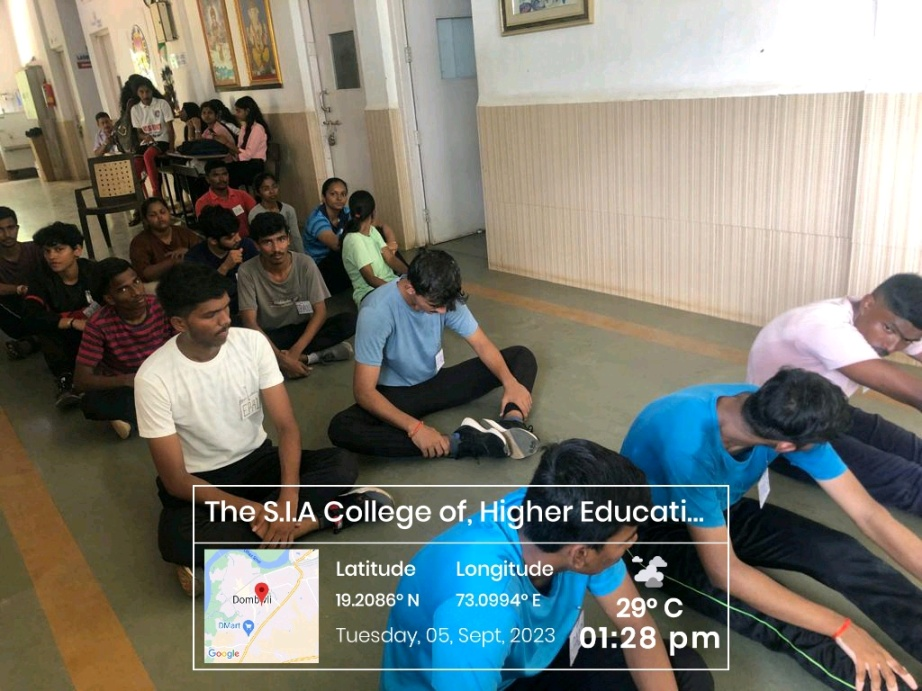 The S.I.A College of, Higher Educati...
Latitude
Longitude
19.2086° N
73.0994° E
Tuesday, 05, Sept, 2023
29° C
01:28 pm
DMart
Google